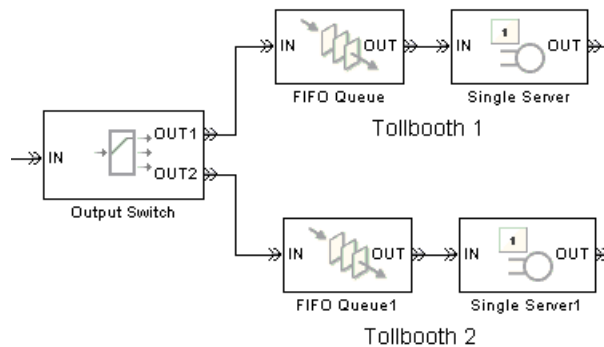 IN OUT
FIFO Queue
IN 1 OUT
Single Server
Tollbooth 1
IN OUT1
OUT2
Output Switch
IN OUT
FIFO Queue1
IN 1 OUT
Single Server1
Tollbooth 2